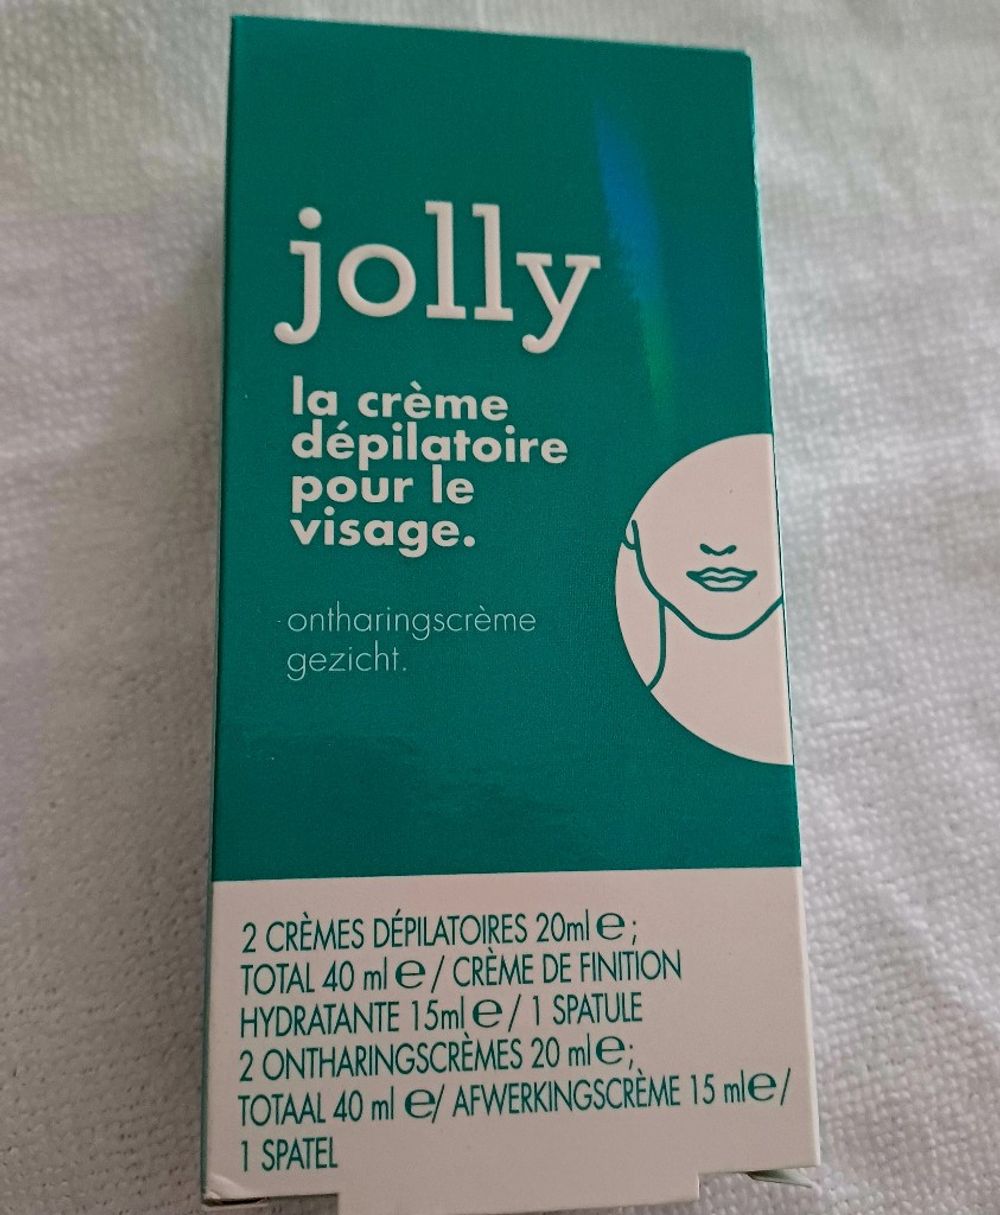 jolly
la crème
dépilatoire
pour le
visage.
ontharingscrème
gezicht.
2 CRÈMES DÉPILATOIRES 20ml e;
TOTAL 40 ml e / CRÈME DE FINITION
HYDRATANTE 15ml e / 1 SPATULE
2 ONTHARINGSCRÈMES 20 ml e;
TOTAAL 40 ml e/ AFWERKINGSCRÈME 15 ml e /
1 SPATEL